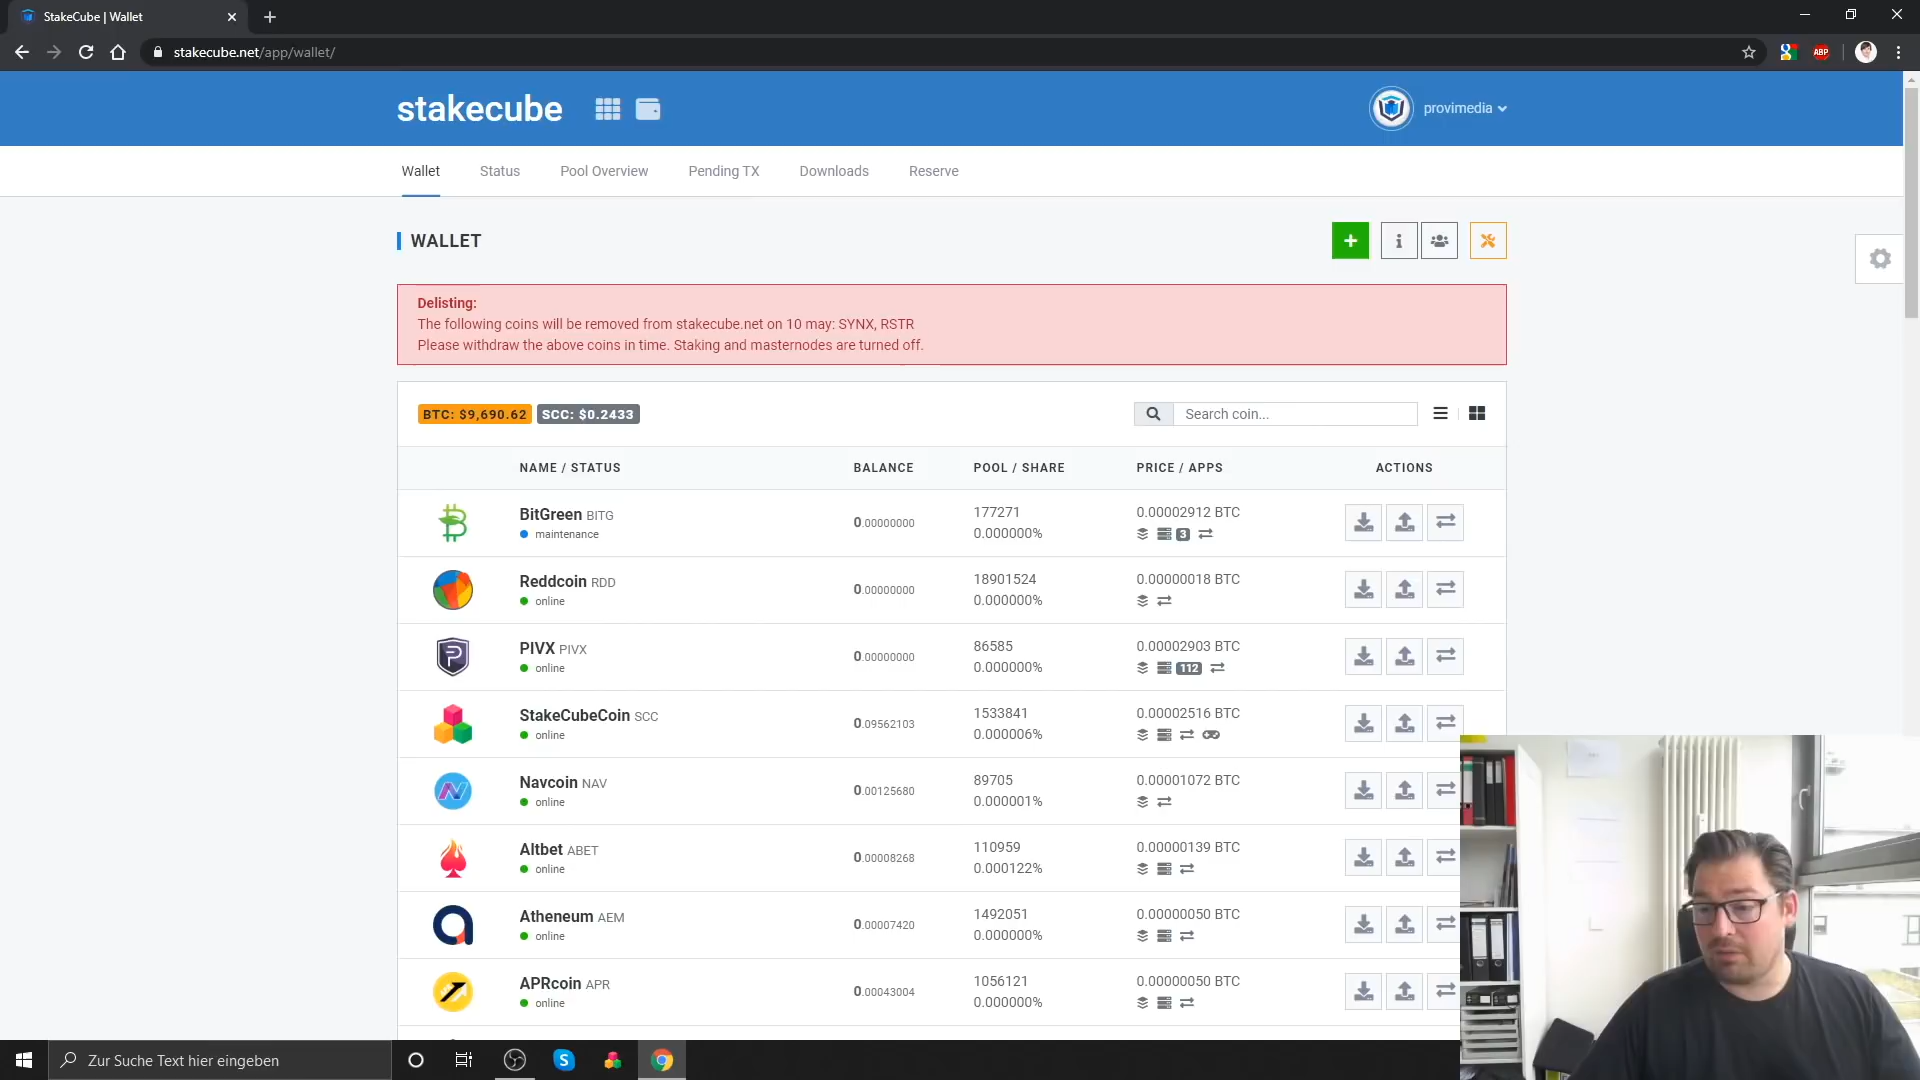 StakeCube | Wallet
stakecube.net/app/wallet/
ABP
stakecube
provimedia
Wallet Status Pool Overview Pending TX Downloads Reserve
WALLET
Delisting:
The following coins will be removed from stakecube.net on 10 may: SYNX, RSTR
Please withdraw the above coins in time. Staking and masternodes are turned off.
BTC: $9,690.62 SCC: $0.2433
Search coin...
NAME / STATUS BALANCE POOL / SHARE PRICE / APPS ACTIONS
BitGreen BITG
maintenance
0.00000000
177271
0.000000%
0.00002912 BTC
3
Reddcoin RDD
online
0.00000000
18901524
0.000000%
0.00000018 BTC
PIVX PIVX
online
0.00000000
86585
0.000000%
0.00002903 BTC
112
StakeCubeCoin SCC
online
0.09562103
1533841
0.000006%
0.00002516 BTC
Navcoin NAV
online
0.00125680
89705
0.000001%
0.00001072 BTC
Altbet ABET
online
0.00008268
110959
0.000122%
0.00000139 BTC
Atheneum AEM
online
0.00007420
1492051
0.000000%
0.00000050 BTC
APRcoin APR
online
0.00043004
1056121
0.000000%
0.00000050 BTC
Zur Suche Text hier eingeben